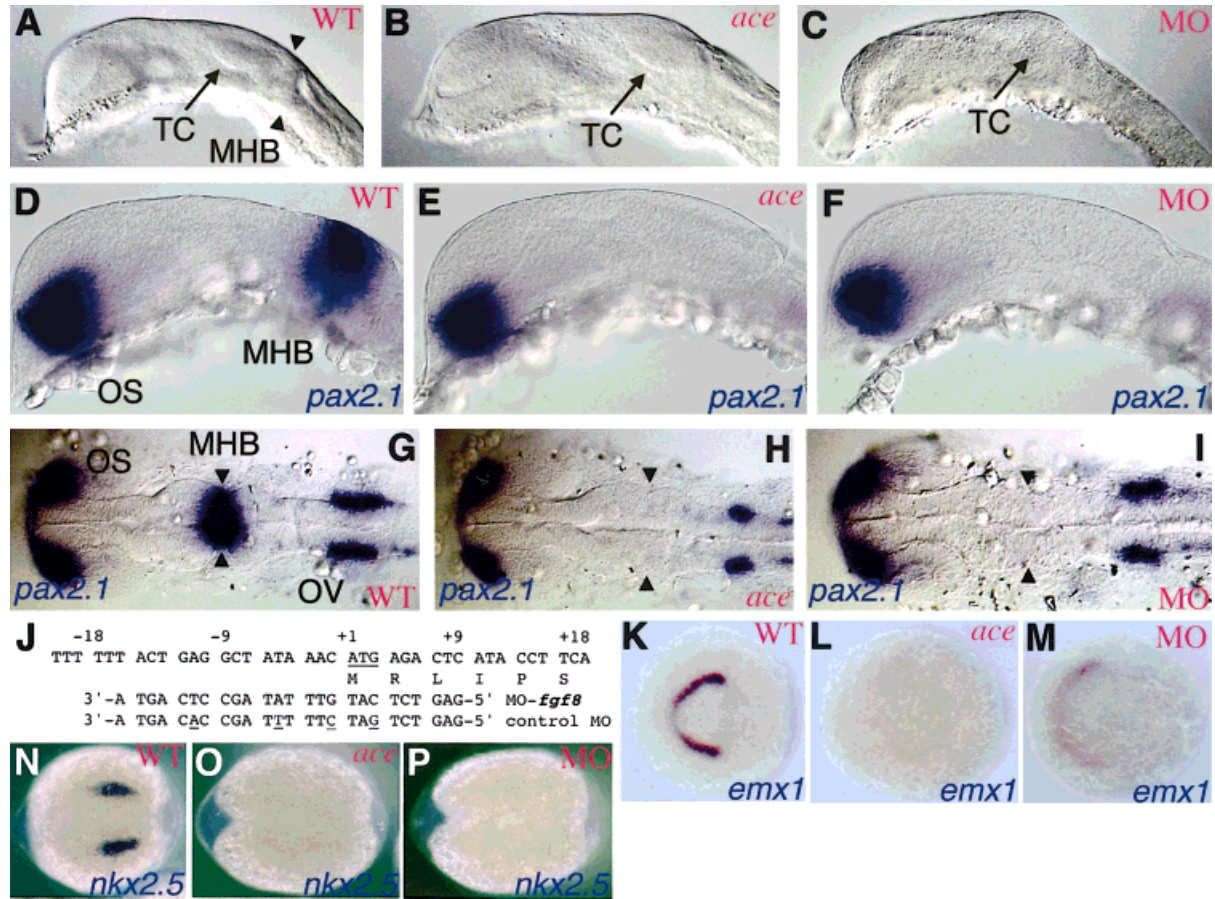 A WT
TC
MHB
B ace
TC
C MO
TC
D WT
MHB
OS
pax2.1
E ace
pax2.1
F MO
pax2.1
OS MHB G
OV
pax2.1 WT
H
pax2.1 ace
I
pax2.1 MO
J -18 -9 +1 +9 +18
TTT TTT ACT GAG GCT ATA AAC ATG AGA CTC ATA CCT TCA
M R L I P S
3'-A TGA CTC CGA TAT TTG TAC TCT GAG-5' MO-fgf8
3'-A TGA CAC CGA TTT TTC TAG TCT GAG-5' control MO
K WT
emx1
L ace
emx1
M MO
emx1
N WT
nkx2.5
O ace
nkx2.5
P MO
nkx2.5